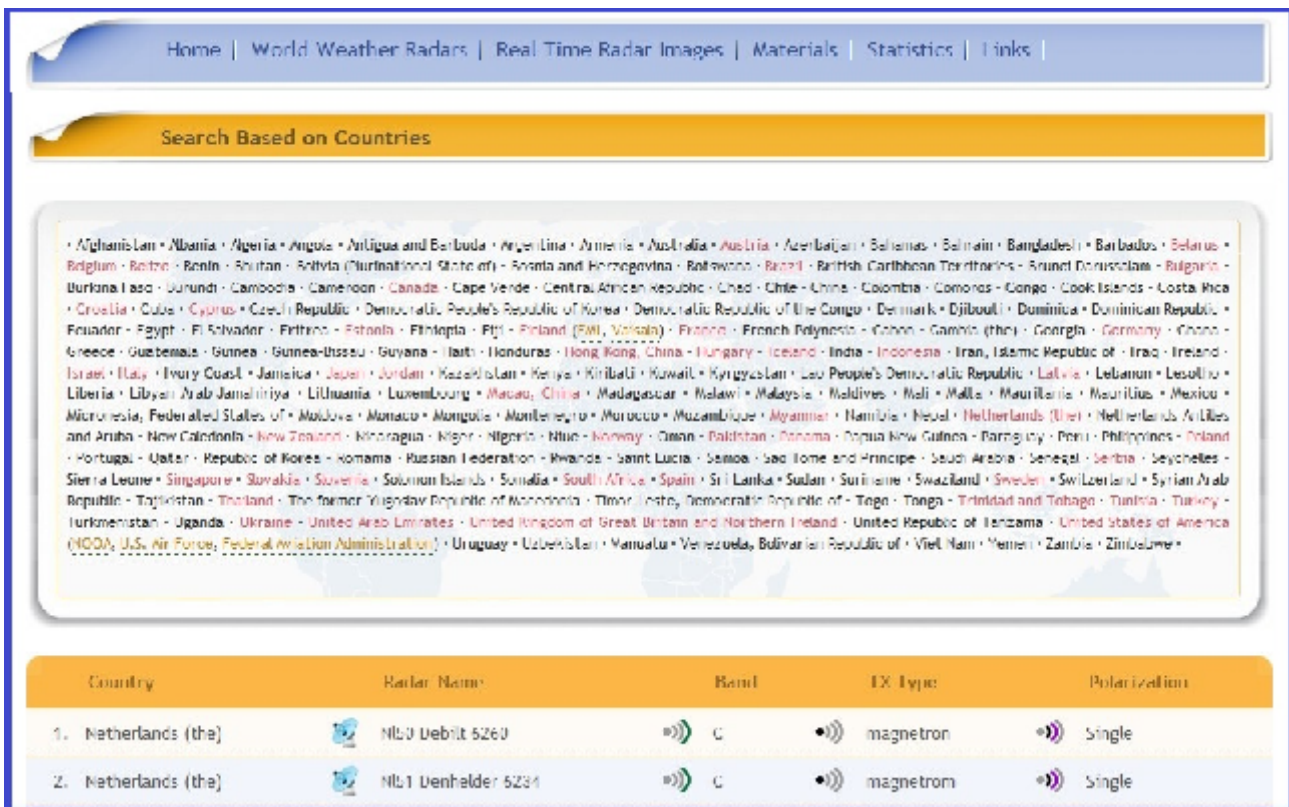 Home | World Weather Radars | Real Time Radar Images | Materials | Statistics | Links |
Search Based on Countries
• Afghanistan • Albania • Algeria • Angola • Antigua and Barbuda • Argentina • Armenia • Australia • Austria • Azerbaijan • Bahamas • Bahrain • Bangladesh • Barbados • Belarus •
Belgium • Belize • Benin • Bhutan • Bolivia (Plurinational State of) • Bosnia and Herzegovina • Botswana • Brazil • British Caribbean Territories • Brunei Darussalam • Bulgaria •
Burkina Faso • Burundi • Cambodia • Cameroon • Canada • Cape Verde • Central African Republic • Chad • Chile • China • Colombia • Comoros • Congo • Cook Islands • Costa Rica
• Croatia • Cuba • Cyprus • Czech Republic • Democratic People's Republic of Korea • Democratic Republic of the Congo • Denmark • Djibouti • Dominica • Dominican Republic •
Ecuador • Egypt • El Salvador • Eritrea • Estonia • Ethiopia • Fiji • Finland (FMI, Vaisala) • France • French Polynesia • Gabon • Gambia (the) • Georgia • Germany • Ghana •
Greece • Guatemala • Guinea • Guinea-Bissau • Guyana • Haiti • Honduras • Hong Kong, China • Hungary • Iceland • India • Indonesia • Iran, Islamic Republic of • Iraq • Ireland •
Israel • Italy • Ivory Coast • Jamaica • Japan • Jordan • Kazakhstan • Kenya • Kiribati • Kuwait • Kyrgyzstan • Lao People's Democratic Republic • Latvia • Lebanon • Lesotho •
Liberia • Libyan Arab Jamahiriya • Lithuania • Luxembourg • Macao, China • Madagascar • Malawi • Malaysia • Maldives • Mali • Malta • Mauritania • Mauritius • Mexico •
Micronesia, Federated States of • Moldova • Monaco • Mongolia • Montenegro • Morocco • Mozambique • Myanmar • Namibia • Nepal • Netherlands (the) • Netherlands Antilles
and Aruba • New Caledonia • New Zealand • Nicaragua • Niger • Nigeria • Niue • Norway • Oman • Pakistan • Panama • Papua New Guinea • Paraguay • Peru • Philippines • Poland
• Portugal • Qatar • Republic of Korea • Romania • Russian Federation • Rwanda • Saint Lucia • Samoa • Sao Tome and Principe • Saudi Arabia • Senegal • Serbia • Seychelles •
Sierra Leone • Singapore • Slovakia • Slovenia • Solomon Islands • Somalia • South Africa • Spain • Sri Lanka • Sudan • Suriname • Swaziland • Sweden • Switzerland • Syrian Arab
Republic • Tajikistan • Thailand • The former Yugoslav Republic of Macedonia • Timor-Leste, Democratic Republic of • Togo • Tonga • Trinidad and Tobago • Tunisia • Turkey •
Turkmenistan • Uganda • Ukraine • United Arab Emirates • United Kingdom of Great Britain and Northern Ireland • United Republic of Tanzania • United States of America
(NOOA, U.S. Air Force, Federal Aviation Administration) • Uruguay • Uzbekistan • Vanuatu • Venezuela, Bolivarian Republic of • Viet Nam • Yemen • Zambia • Zimbabwe •
Country Radar Name Band TX Type Polarization
1. Netherlands (the) Nl50 Debilt 6260 C magnetron Single
2. Netherlands (the) Nl51 Denhelder 6234 C magnetrom Single